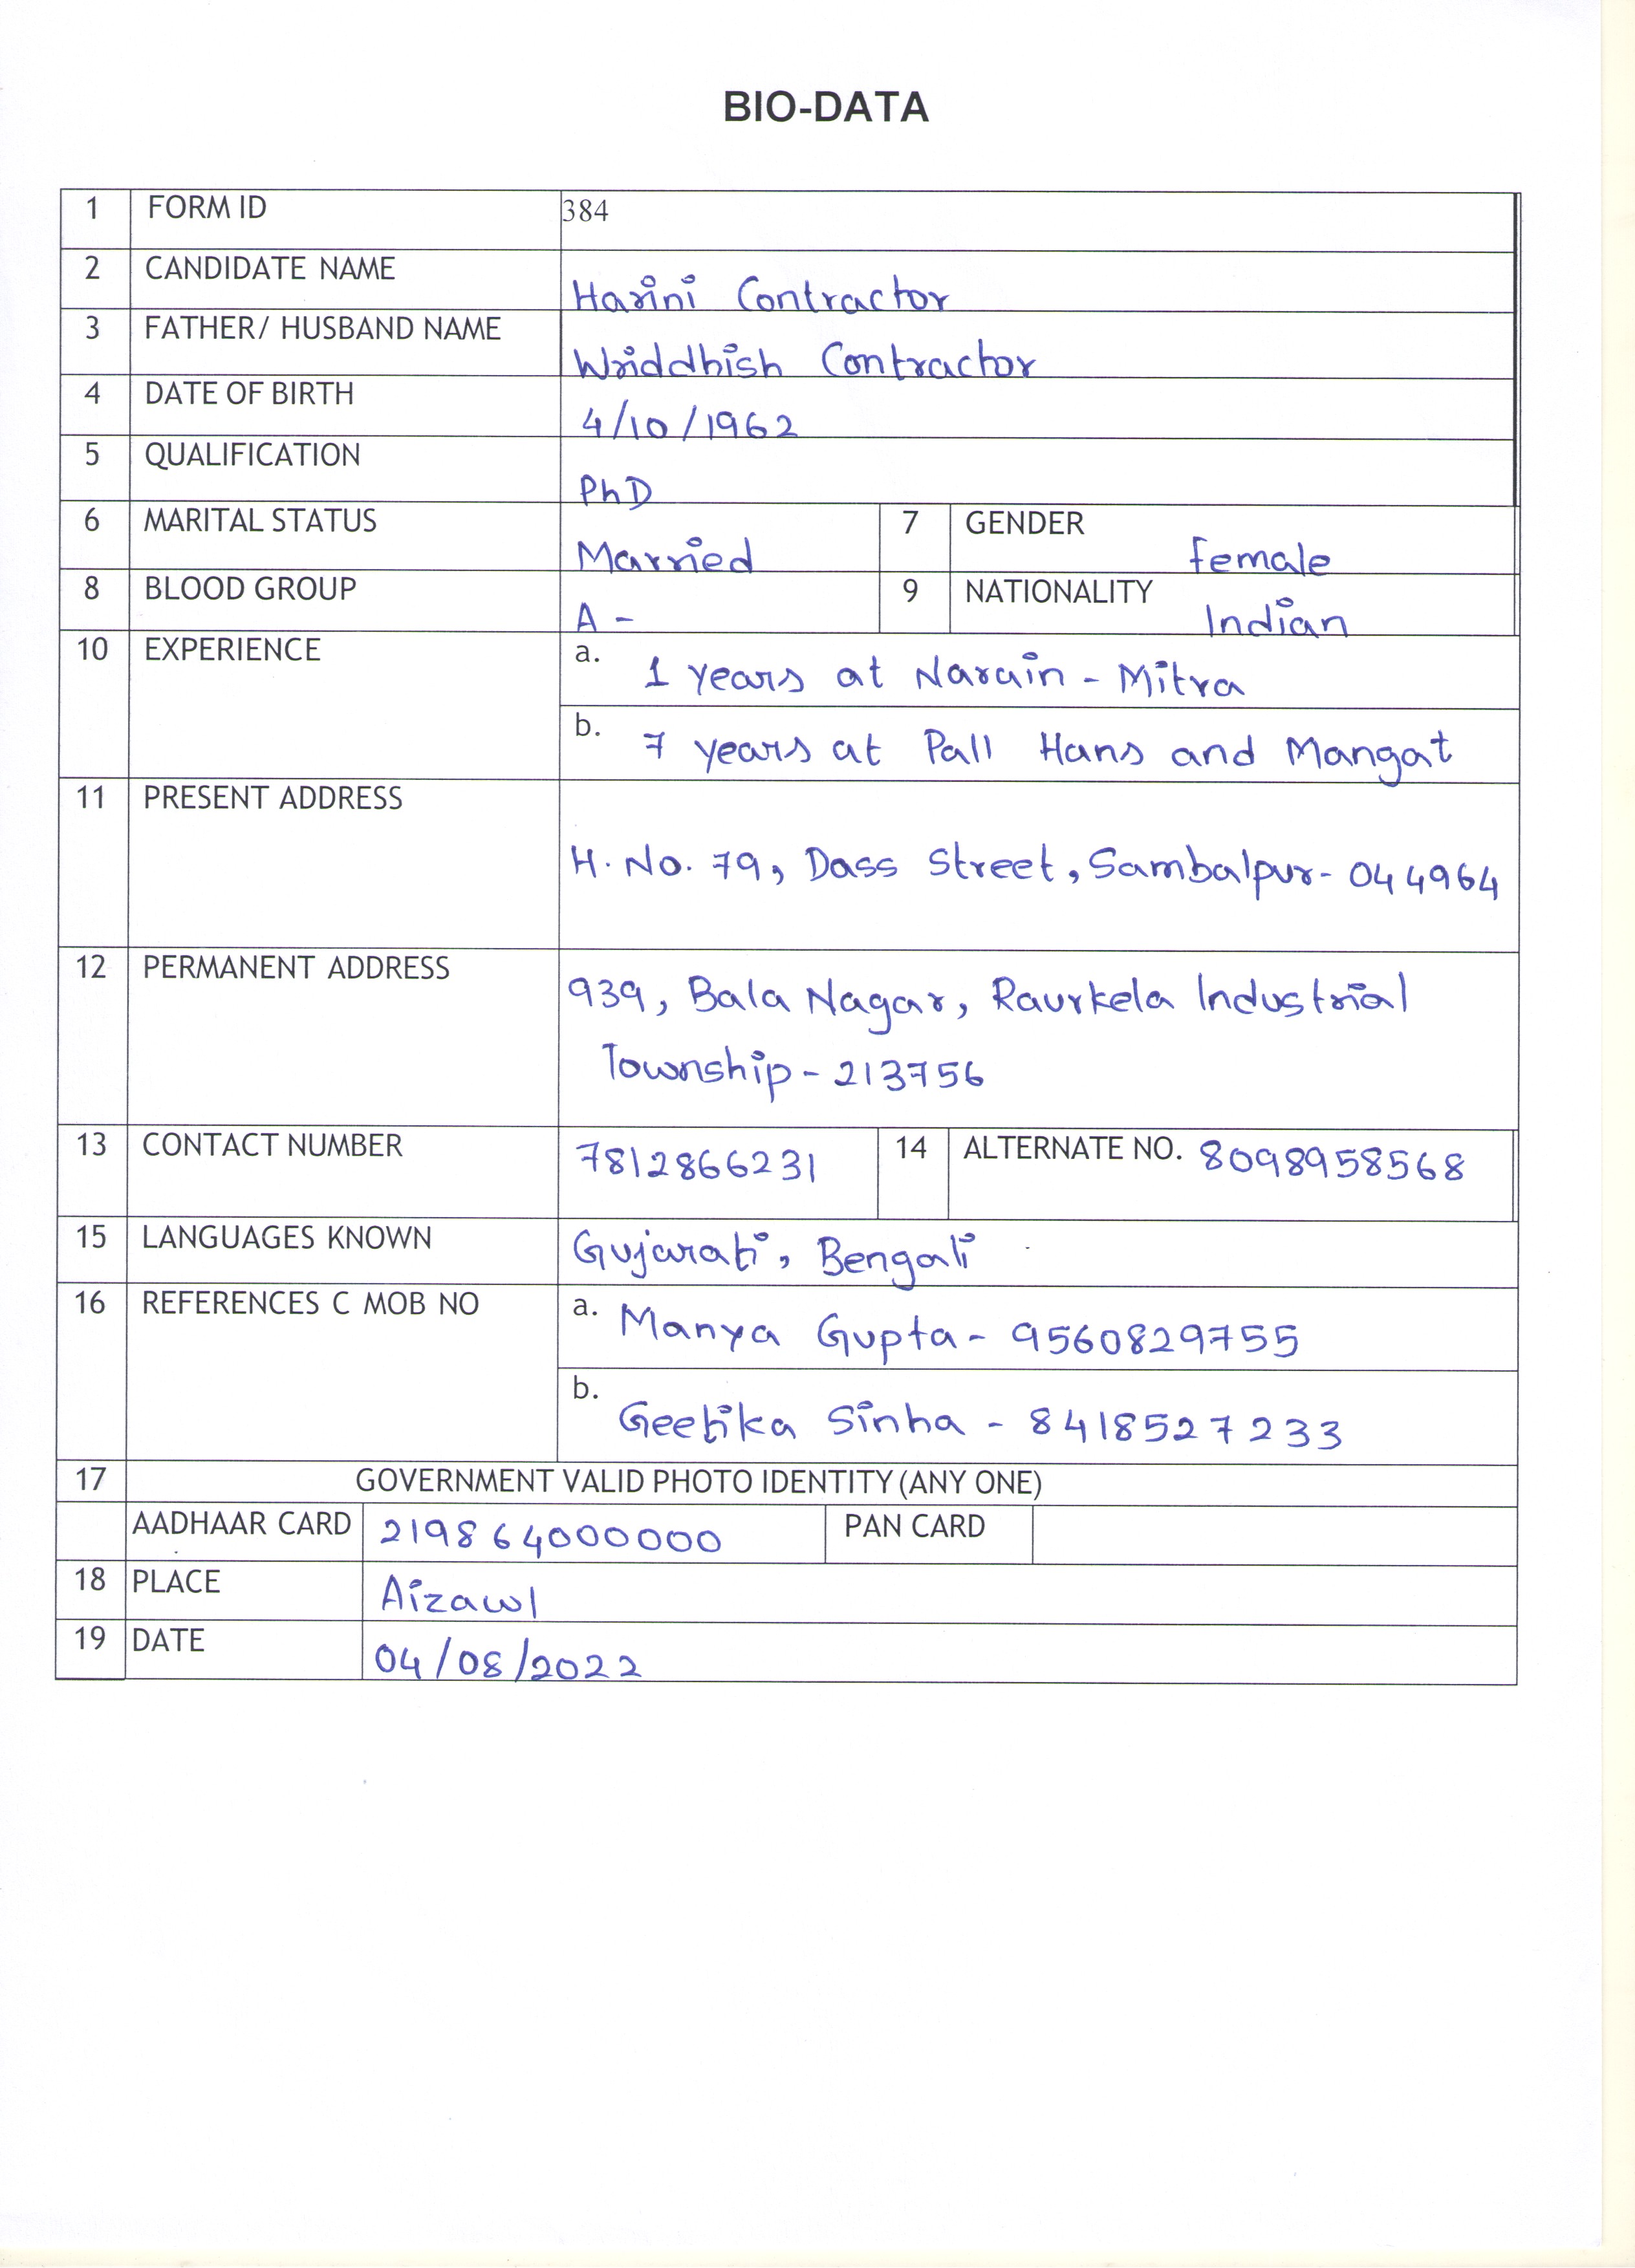 BIO-DATA
1 FORM ID 384
2 CANDIDATE NAME Harini Contractor
3 FATHER/ HUSBAND NAME Wriddhish Contractor
4 DATE OF BIRTH 4/10/1962
5 QUALIFICATION PhD
6 MARITAL STATUS Married 7 GENDER female
8 BLOOD GROUP A - 9 NATIONALITY Indian
10 EXPERIENCE a. 1 years at Narain - Mitra
b. 7 years at Pall Hans and Mangat
11 PRESENT ADDRESS
H. No. 79, Dass Street, Sambalpur - 044964
12 PERMANENT ADDRESS 939, Bala Nagar, Raurkela Industrial
Township - 213756
13 CONTACT NUMBER 7812866231 14 ALTERNATE NO. 8098958568
15 LANGUAGES KNOWN Gujarati, Bengali
16 REFERENCES C MOB NO a. Manya Gupta - 9560829755
b. Geetika Sinha - 8418527233
17 GOVERNMENT VALID PHOTO IDENTITY (ANY ONE)
AADHAAR CARD 219864000000 PAN CARD
18 PLACE Aizawl
19 DATE 04/08/2022